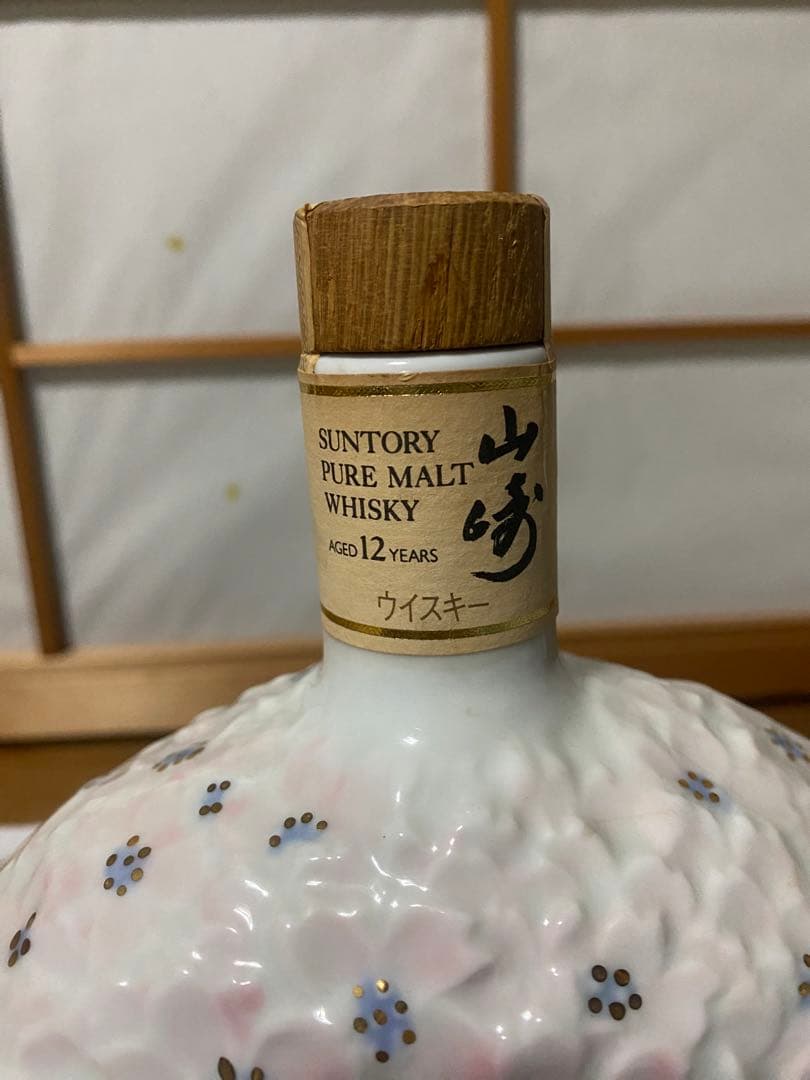 SUNTORY
PURE MALT
WHISKY
AGED 12 YEARS
山崎
ウイスキー